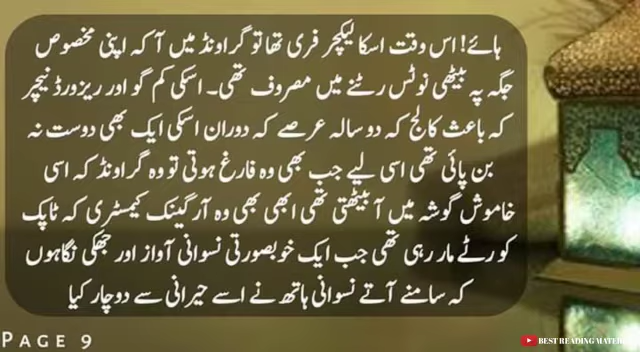 ہائے! اس وقت اسکا لیکچر فری تھا تو گراونڈ میں آ کہ اپنی مخصوص
جگہ پہ بیٹھی نوٹس رٹنے میں مصروف تھی۔ اسکی کم گو اور ریزورڈ نیچر
کہ باعث کالج کہ دو سالہ عرصے کہ دوران اسکی ایک بھی دوست نہ
بن پائی تھی اسی لیے جب بھی وہ فارغ ہوتی تو وہ گراونڈ کہ اسی
خاموش گوشہ میں آ بیٹھتی تھی ابھی بھی وہ آرگینک کیمسٹری کہ ٹاپک
کو رٹے مار رہی تھی جب ایک خوبصورتی نسوانی آواز اور جھکی نگاہوں
کہ سامنے آتے نسوانی ہاتھ نے اسے حیرانی سے دوچار کیا
PAGE 9
BEST READING MATER